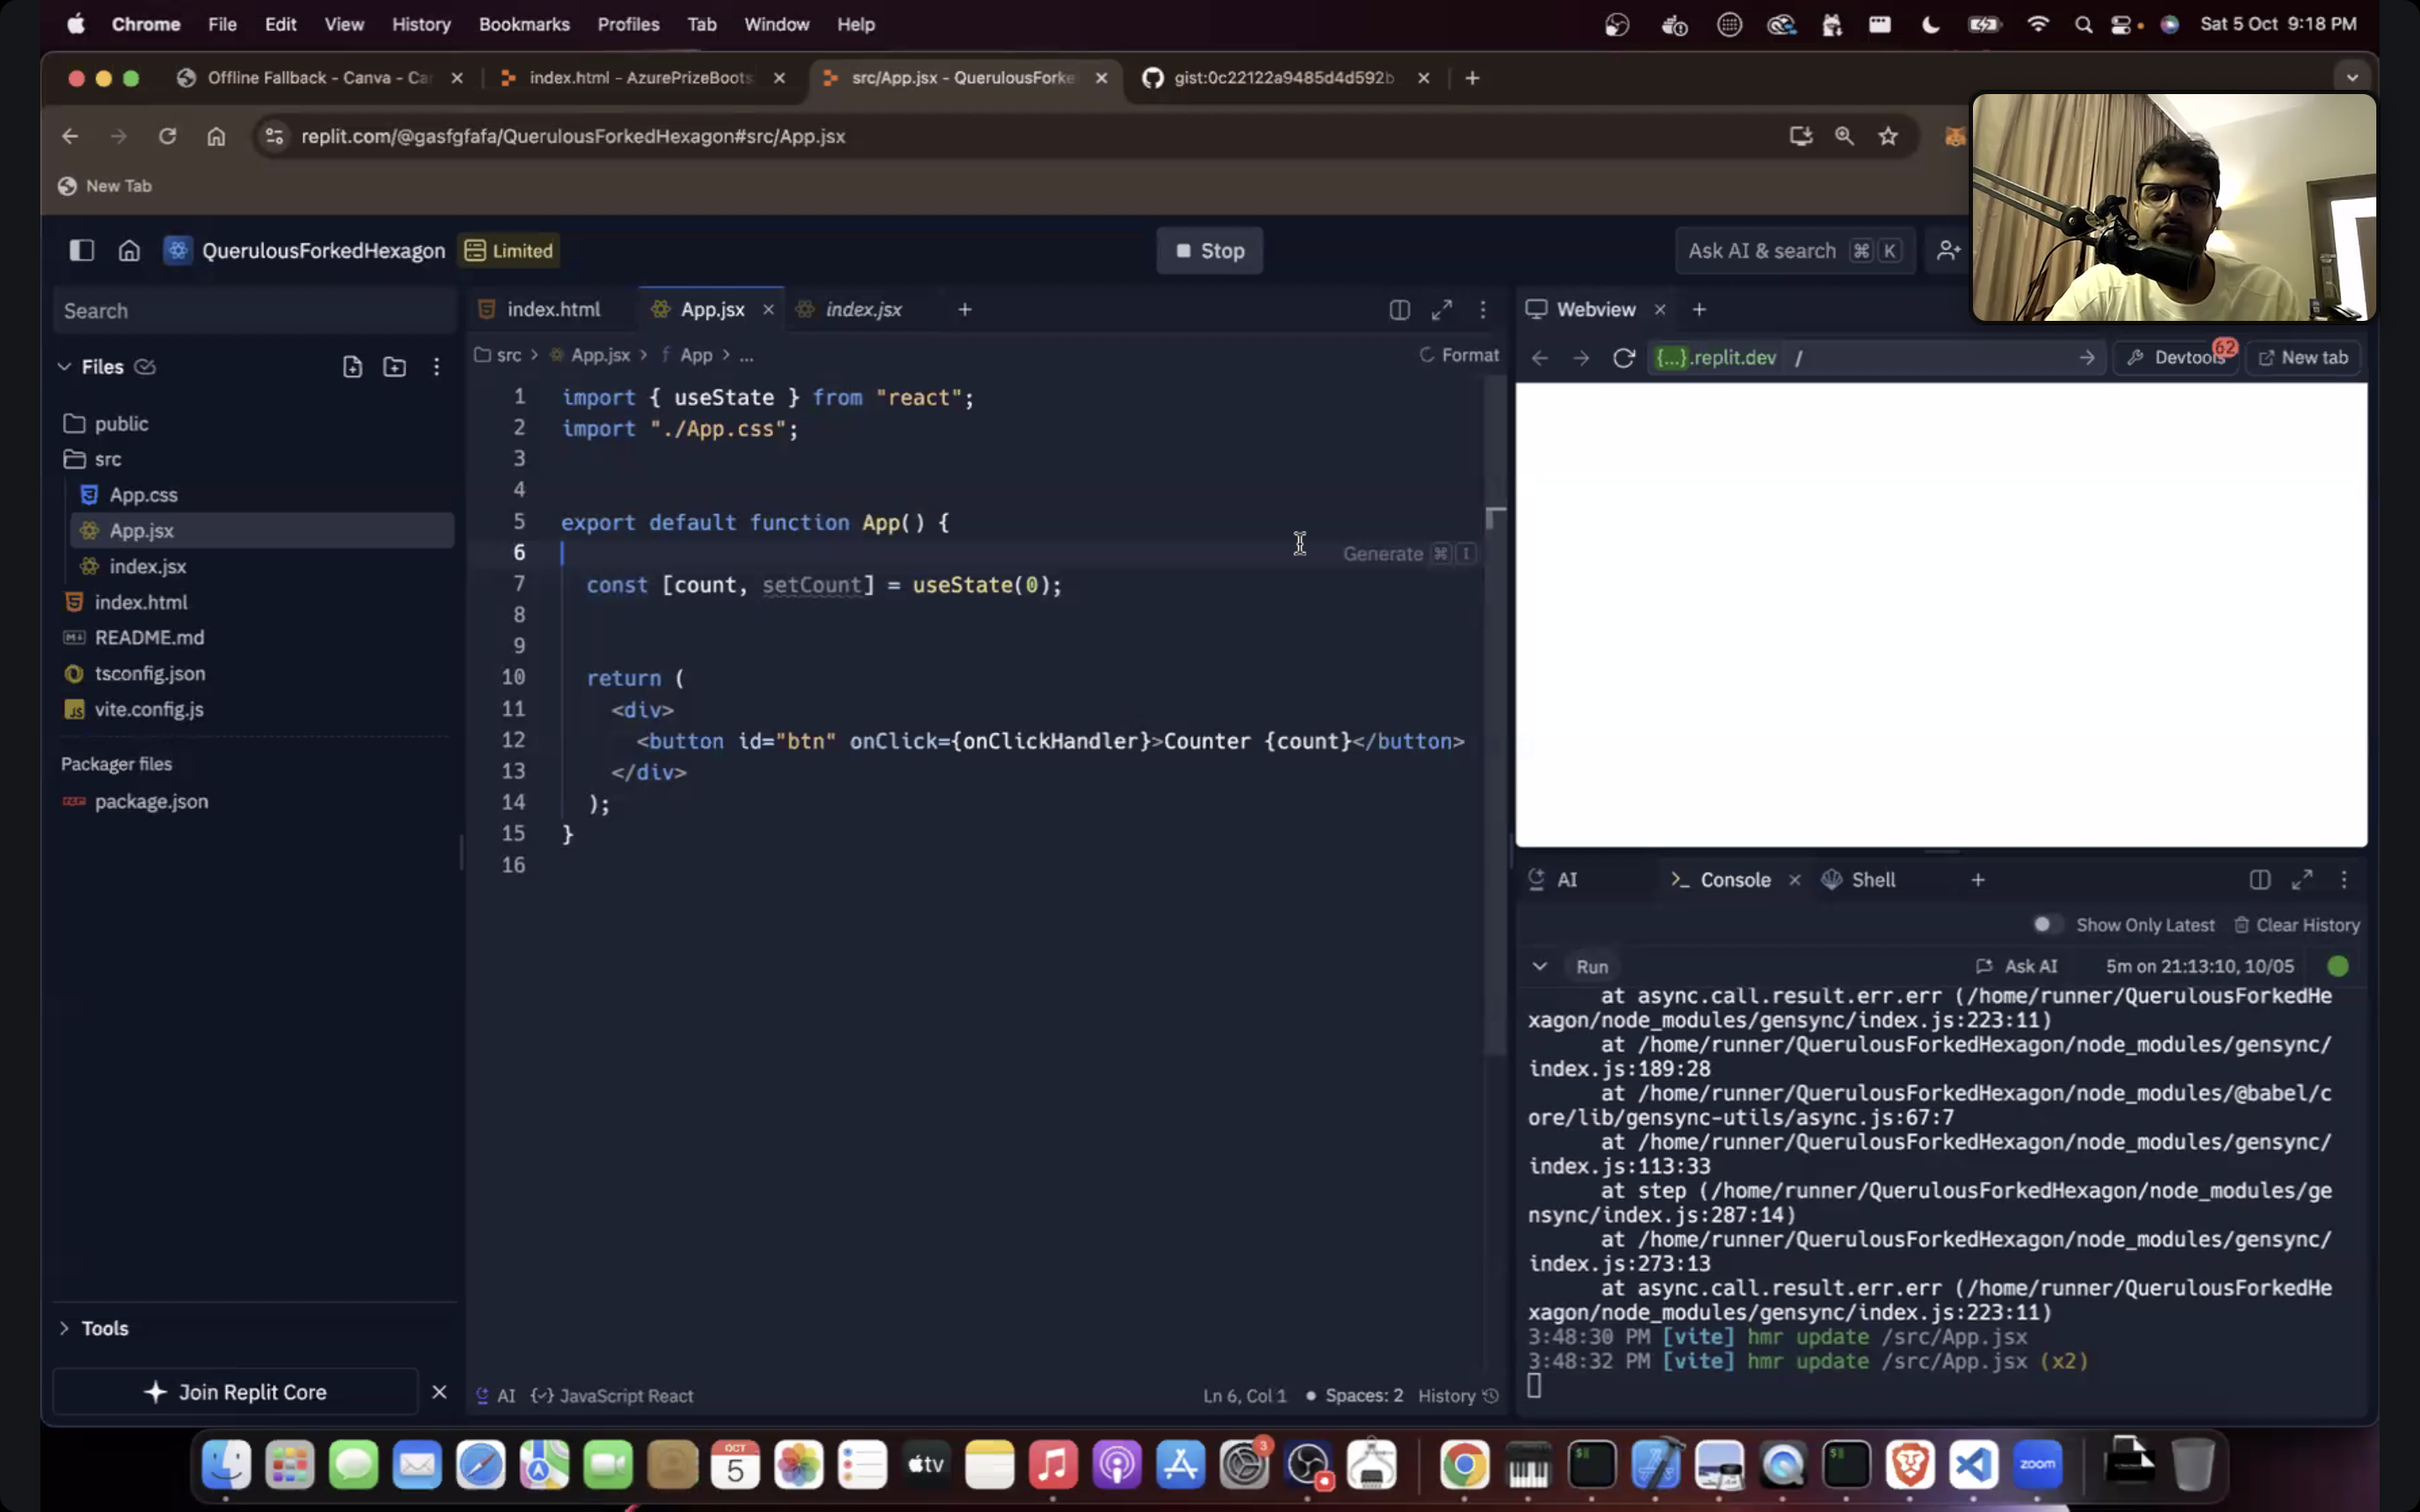 Chrome File Edit View History Bookmarks Profiles Tab Window Help
Sat 5 Oct 9:18 PM
Offline Fallback - Canva - Ca
index.html - AzurePrizeBoots
src/App.jsx - QuerulousForke
gist:0c22122a9485d4d592b
replit.com/@gasfgfafa/QuerulousForkedHexagon#src/App.jsx
New Tab
QuerulousForkedHexagon
Limited
Stop
Ask AI & search ⌘ K
Search
Files
public
src
App.css
App.jsx
index.jsx
index.html
README.md
tsconfig.json
JS vite.config.js
Packager files
package.json
Tools
Join Replit Core
index.html
App.jsx
index.jsx
src > App.jsx > f App > ...
Format
1 import { useState } from "react";
2 import "./App.css";
3
4
5 export default function App() {
6
Generate ⌘ I
7 const [count, setCount] = useState(0);
8
9
10 return (
11 <div>
12 <button id="btn" onClick={onClickHandler}>Counter {count}</button>
13 </div>
14 );
15 }
16
AI {✓} JavaScript React
Ln 6, Col 1 • Spaces: 2 History
Webview
{...}.replit.dev /
Devtools 62
New tab
AI
Console
Shell
Show Only Latest
Clear History
Run
Ask AI
5m on 21:13:10, 10/05
at async.call.result.err.err (/home/runner/QuerulousForkedHe
xagon/node_modules/gensync/index.js:223:11)
at /home/runner/QuerulousForkedHexagon/node_modules/gensync/
index.js:189:28
at /home/runner/QuerulousForkedHexagon/node_modules/@babel/c
ore/lib/gensync-utils/async.js:67:7
at /home/runner/QuerulousForkedHexagon/node_modules/gensync/
index.js:113:33
at step (/home/runner/QuerulousForkedHexagon/node_modules/ge
nsync/index.js:287:14)
at /home/runner/QuerulousForkedHexagon/node_modules/gensync/
index.js:273:13
at async.call.result.err.err (/home/runner/QuerulousForkedHe
xagon/node_modules/gensync/index.js:223:11)
3:48:30 PM [vite] hmr update /src/App.jsx
3:48:32 PM [vite] hmr update /src/App.jsx (x2)
OCT
5
tv
3
zoom